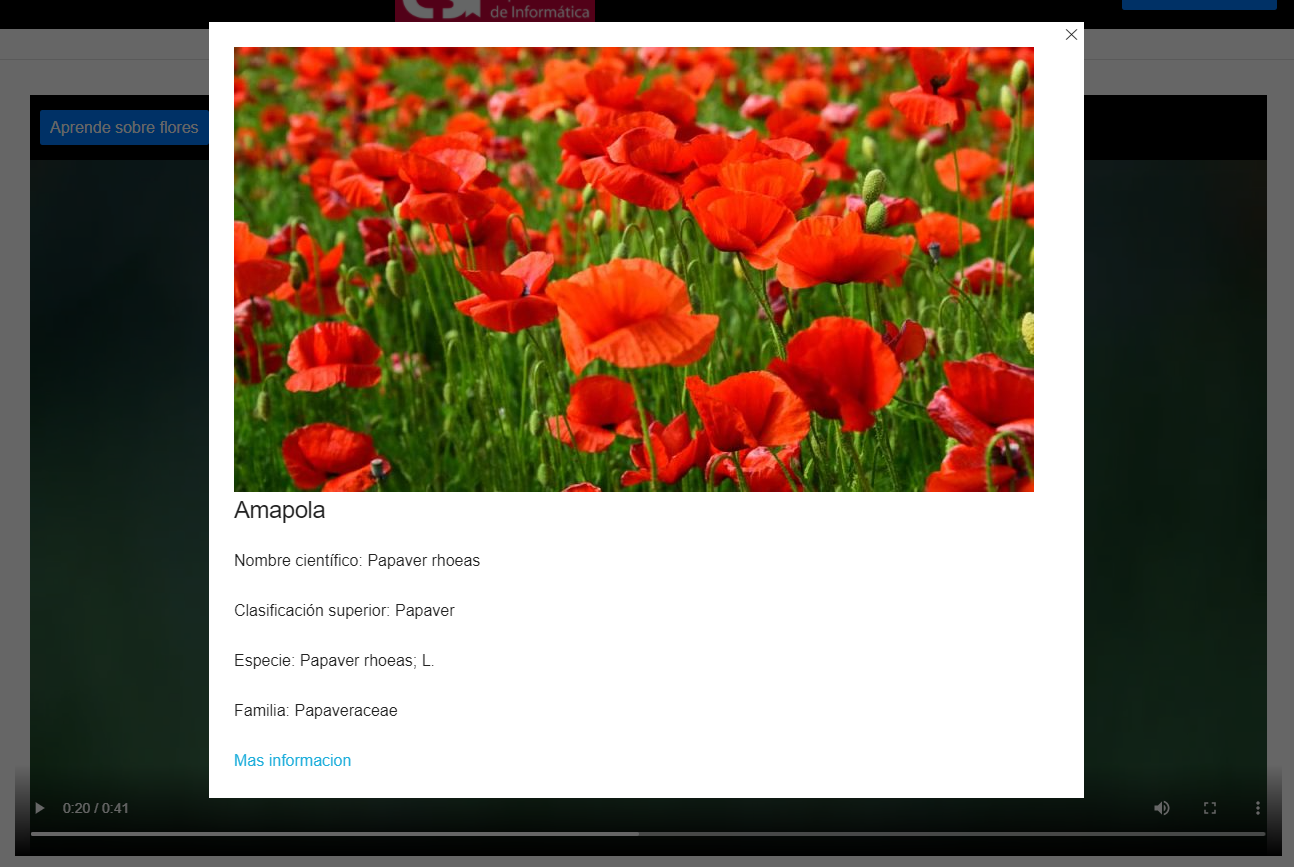 de Informática
Aprende sobre flores
Amapola
Nombre científico: Papaver rhoeas
Clasificación superior: Papaver
Especie: Papaver rhoeas; L.
Familia: Papaveraceae
Mas informacion
0:20 / 0:41